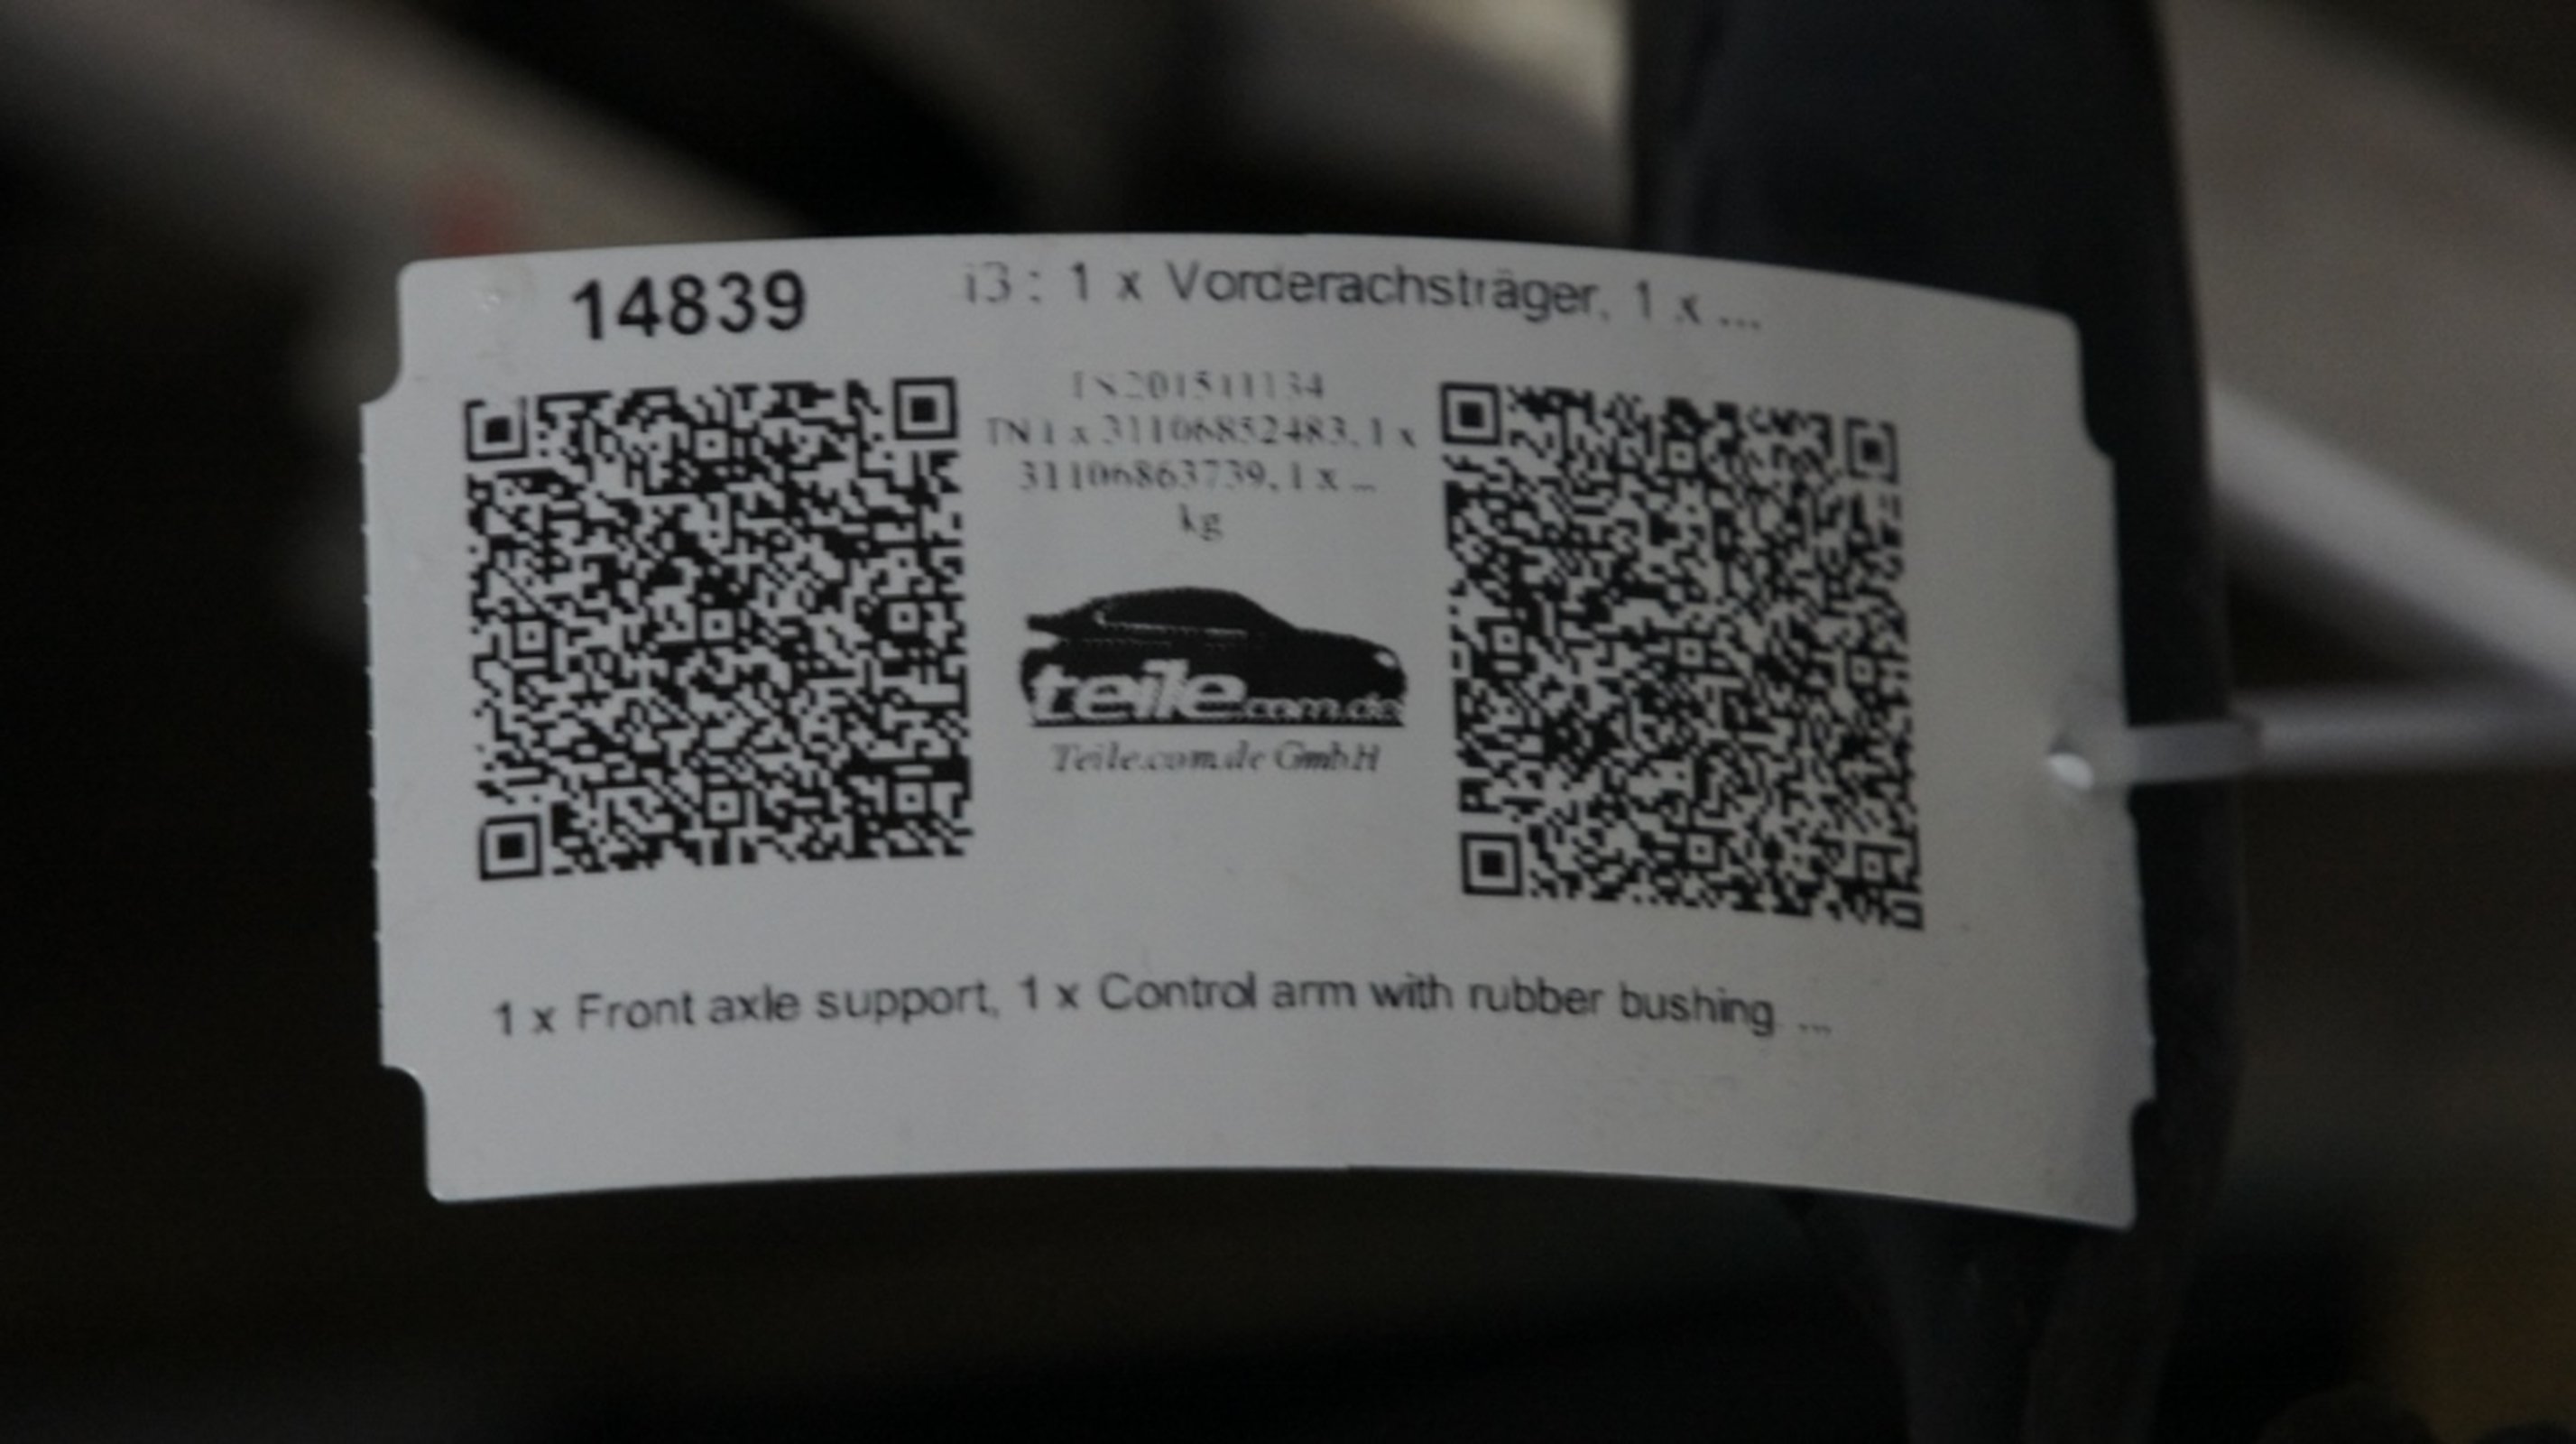 14839
i3 : 1 x Vorderachsträger, 1 x ...
TS201511134
TN 1 x 31106852483, 1 x
31106863739, 1 x ...
kg
teile.com.de
Teile.com.de GmbH
1 x Front axle support, 1 x Control arm with rubber bushing ...